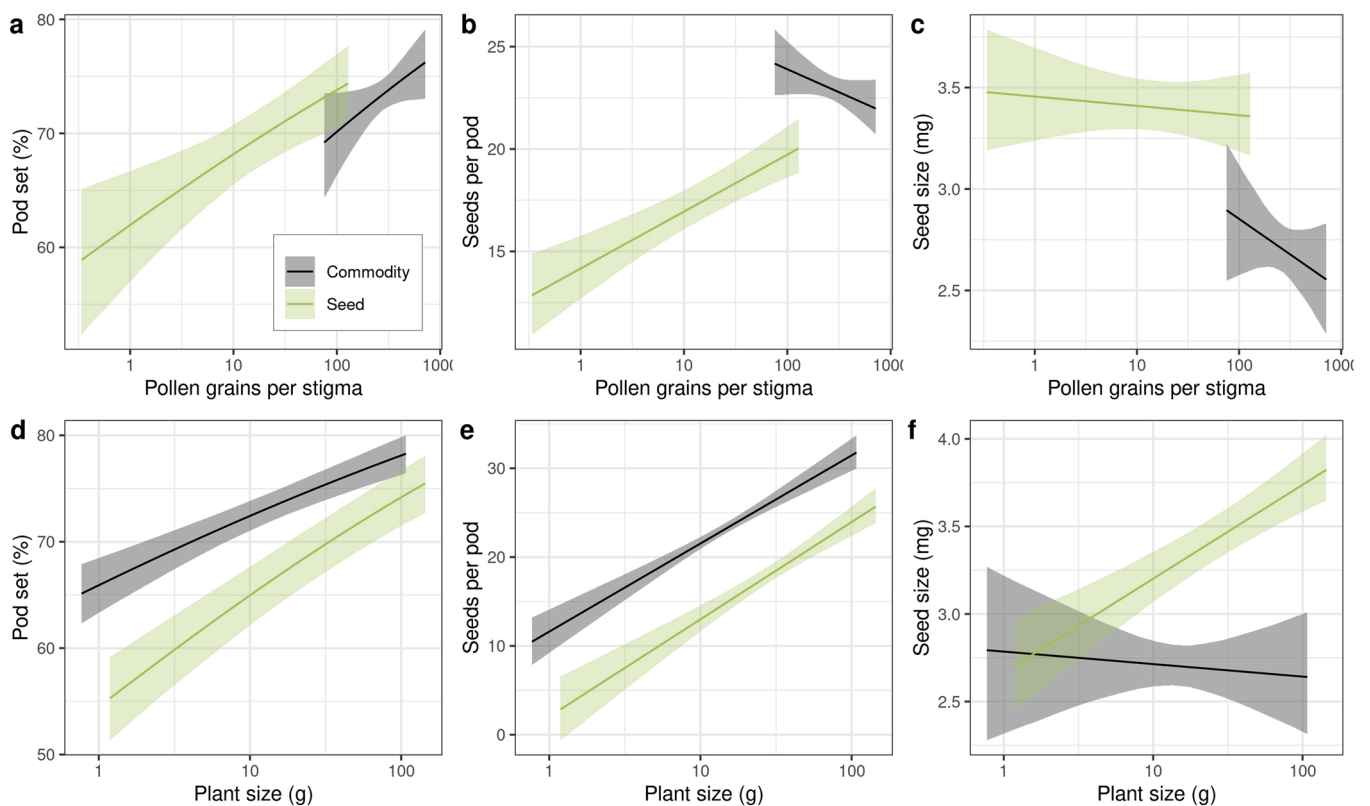 a
80
70
60
Pod set (%)
Commodity
Seed
1
10
100
1000
Pollen grains per stigma
b
25
20
15
Seeds per pod
1
10
100
1000
Pollen grains per stigma
c
3.5
3.0
2.5
Seed size (mg)
1
10
100
1000
Pollen grains per stigma
d
80
70
60
50
Pod set (%)
1
10
100
Plant size (g)
e
30
20
10
0
Seeds per pod
1
10
100
Plant size (g)
f
4.0
3.5
3.0
2.5
Seed size (mg)
1
10
100
Plant size (g)